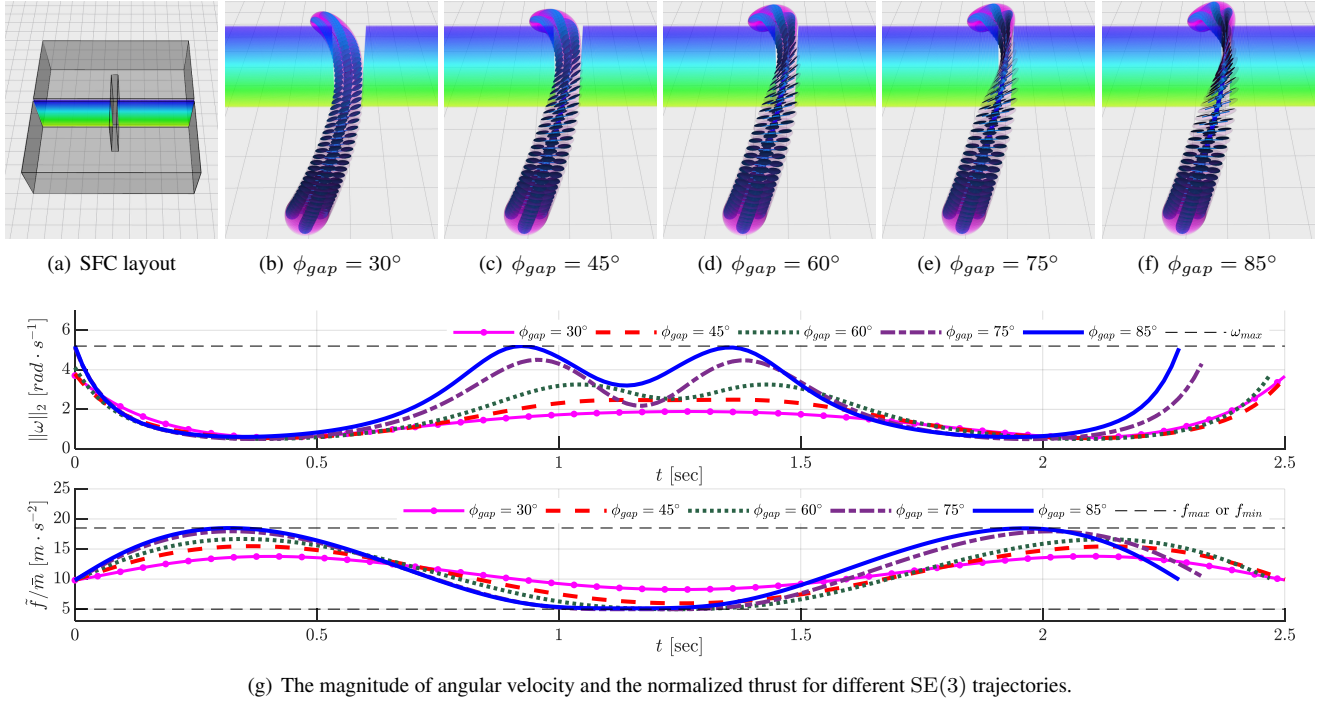 (a) SFC layout
(b) ϕgap = 30°
(c) ϕgap = 45°
(d) ϕgap = 60°
(e) ϕgap = 75°
(f) ϕgap = 85°
||ω||2 [rad · s−1]
6
4
2
0
ϕgap = 30° ϕgap = 45° ϕgap = 60° ϕgap = 75° ϕgap = 85° ωmax
0 0.5 1 1.5 2 2.5
t [sec]
f̃/m̄ [m · s−2]
25
20
15
10
5
ϕgap = 30° ϕgap = 45° ϕgap = 60° ϕgap = 75° ϕgap = 85° fmax or fmin
0 0.5 1 1.5 2 2.5
t [sec]
(g) The magnitude of angular velocity and the normalized thrust for different SE(3) trajectories.